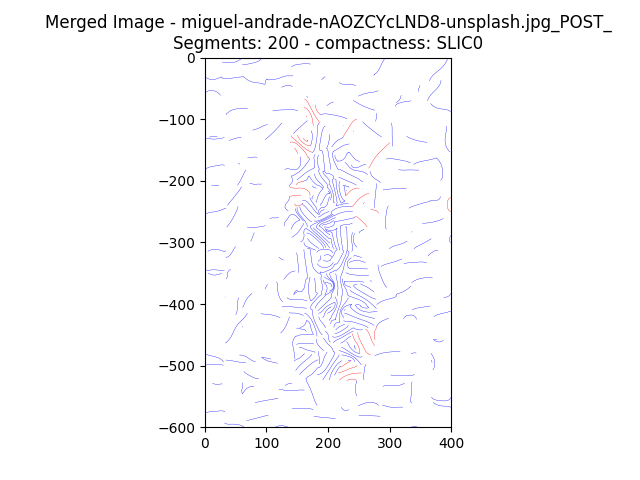 Merged Image - miguel-andrade-nAOZCYcLND8-unsplash.jpg_POST_
Segments: 200 - compactness: SLIC0
0
−100
−200
−300
−400
−500
−600
0 100 200 300 400